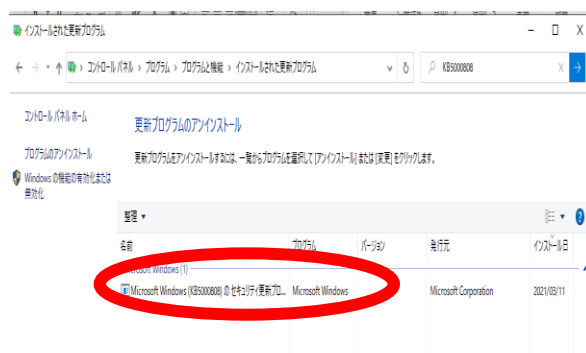 インストールされた更新プログラム
コントロール パネル › プログラム › プログラムと機能 › インストールされた更新プログラム
KB5000808
コントロール パネル ホーム
プログラムのアンインストール
Windows の機能の有効化または
無効化
更新プログラムのアンインストール
更新プログラムをアンインストールするには、一覧からプログラムを選択して [アンインストール] または [変更] をクリックします。
整理
名前 プログラム バージョン 発行元 インストール日
Microsoft Windows (1)
Microsoft Windows (KB5000808) の セキュリティ更新プロ... Microsoft Windows Microsoft Corporation 2021/03/11